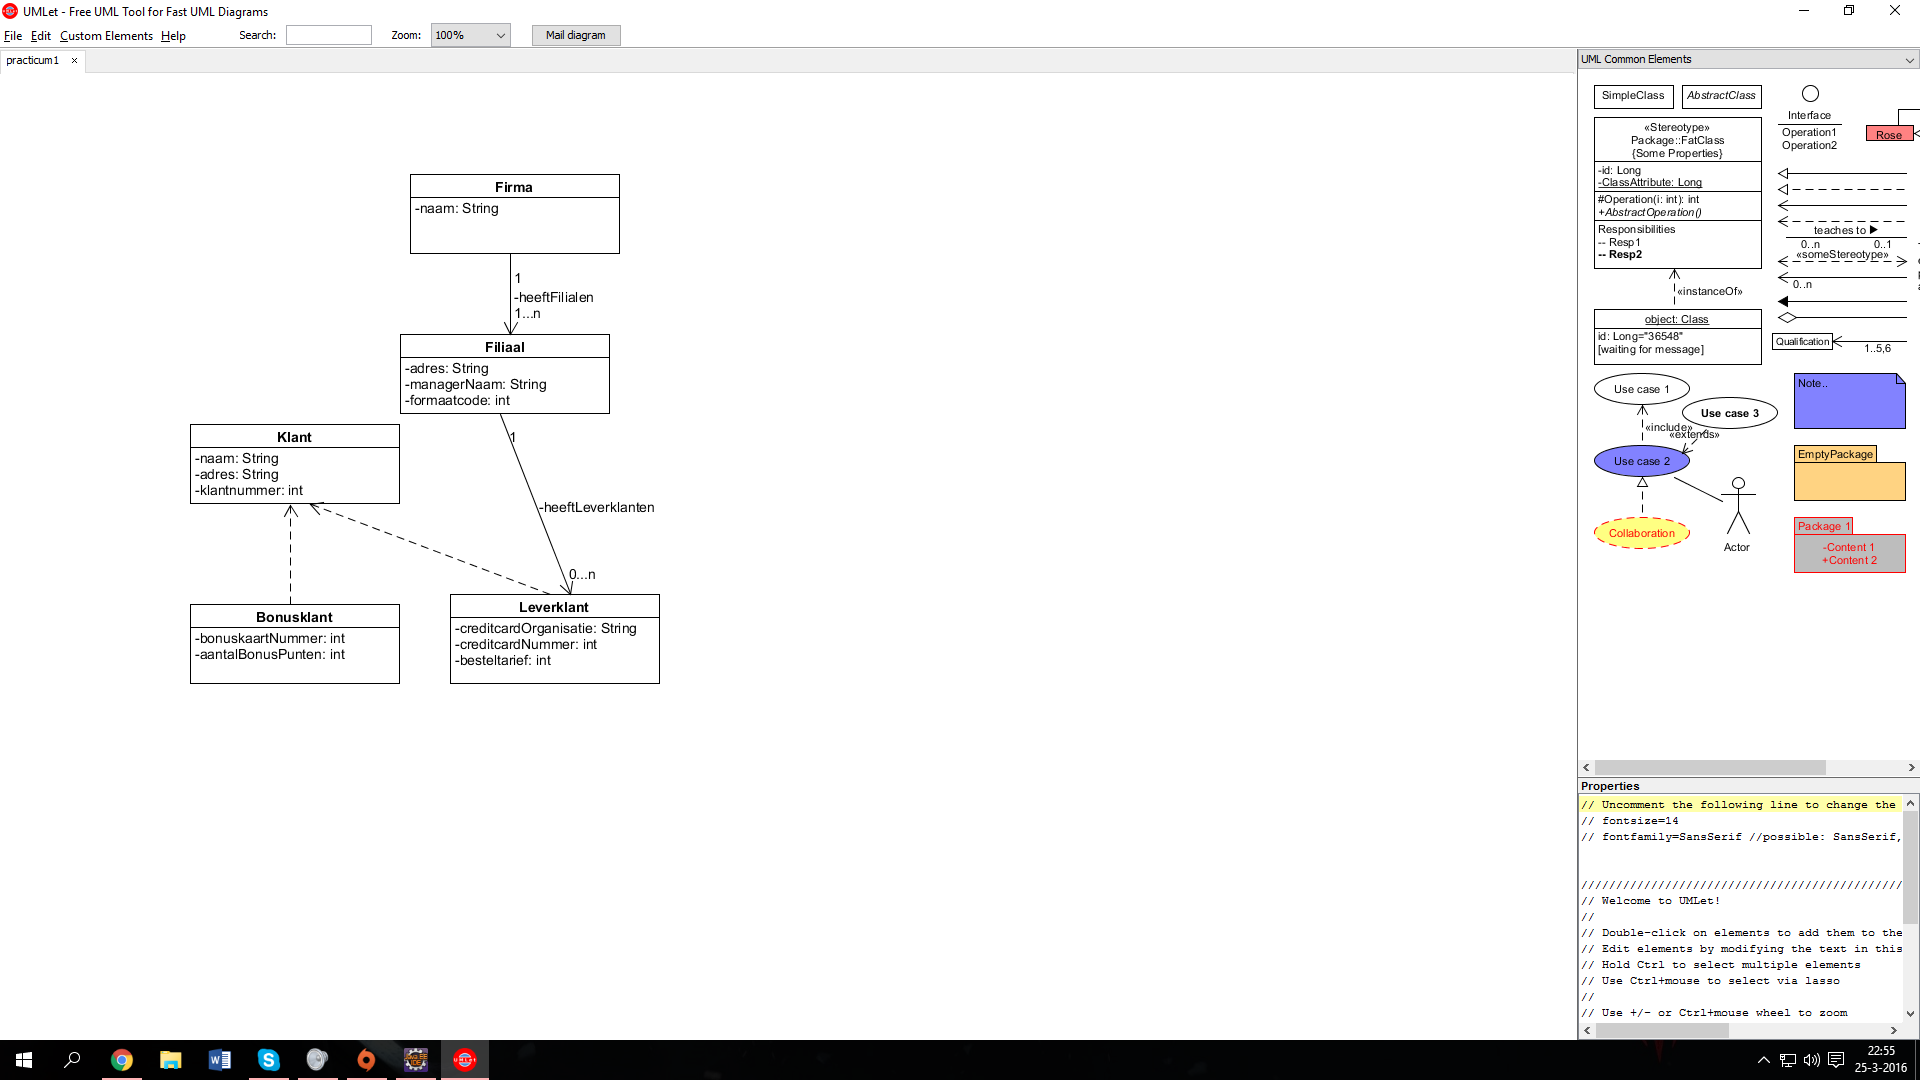 UMLet - Free UML Tool for Fast UML Diagrams
File Edit Custom Elements Help Search: Zoom: 100% Mail diagram
practicum1
Firma
-naam: String
1
-heeftFilialen
1...n
Filiaal
-adres: String
-managerNaam: String
-formaatcode: int
1
-heeftLeverklanten
0...n
Klant
-naam: String
-adres: String
-klantnummer: int
Bonusklant
-bonuskaartNummer: int
-aantalBonusPunten: int
Leverklant
-creditcardOrganisatie: String
-creditcardNummer: int
-besteltarief: int
UML Common Elements
SimpleClass
AbstractClass
Interface
Operation1
Operation2
Rose
«Stereotype»
Package::FatClass
{Some Properties}
-id: Long
-ClassAttribute: Long
#Operation(i: int): int
+AbstractOperation()
Responsibilities
-- Resp1
-- Resp2
teaches to
0..n 0..1
«someStereotype»
0..n
«instanceOf»
object: Class
id: Long="36548"
[waiting for message]
Qualification
1..5,6
Use case 1
Use case 3
«include»
«extends»
Use case 2
Collaboration
Actor
Note..
EmptyPackage
Package 1
-Content 1
+Content 2
Properties
// Uncomment the following line to change the
// fontsize=14
// fontfamily=SansSerif //possible: SansSerif,
//////////////////////////////////////////////
// Welcome to UMLet!
//
// Double-click on elements to add them to the
// Edit elements by modifying the text in this
// Hold Ctrl to select multiple elements
// Use Ctrl+mouse to select via lasso
//
// Use +/- or Ctrl+mouse wheel to zoom
22:55
25-3-2016